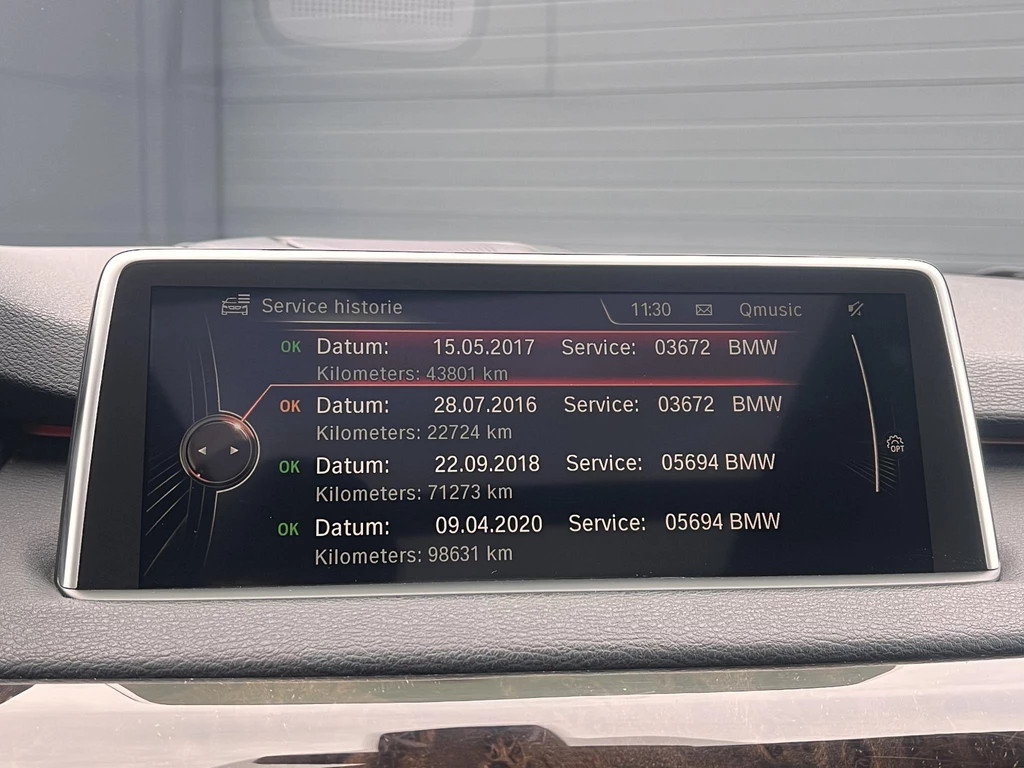 Service historie 11:30 Qmusic
OK Datum: 15.05.2017 Service: 03672 BMW
Kilometers: 43801 km
OK Datum: 28.07.2016 Service: 03672 BMW
Kilometers: 22724 km
OK Datum: 22.09.2018 Service: 05694 BMW
Kilometers: 71273 km
OPT
OK Datum: 09.04.2020 Service: 05694 BMW
Kilometers: 98631 km